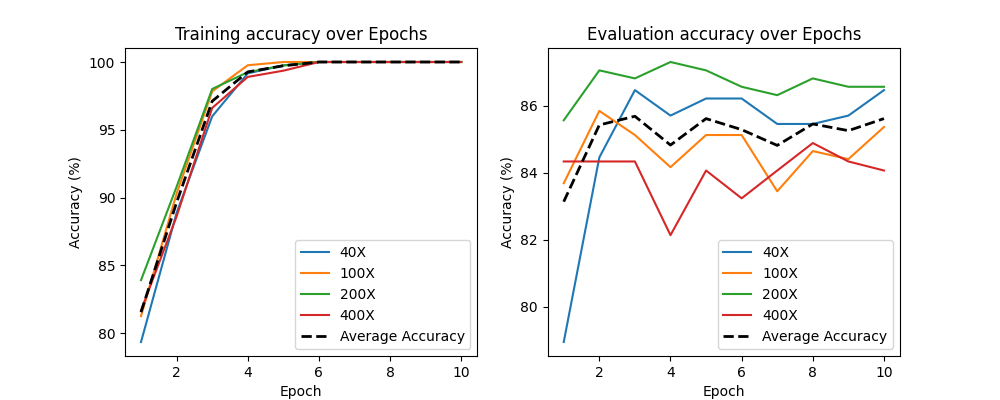 Training accuracy over Epochs
Accuracy (%)
100
95
90
85
80
2 4 6 8 10
Epoch
40X
100X
200X
400X
Average Accuracy
Evaluation accuracy over Epochs
Accuracy (%)
86
84
82
80
2 4 6 8 10
Epoch
40X
100X
200X
400X
Average Accuracy